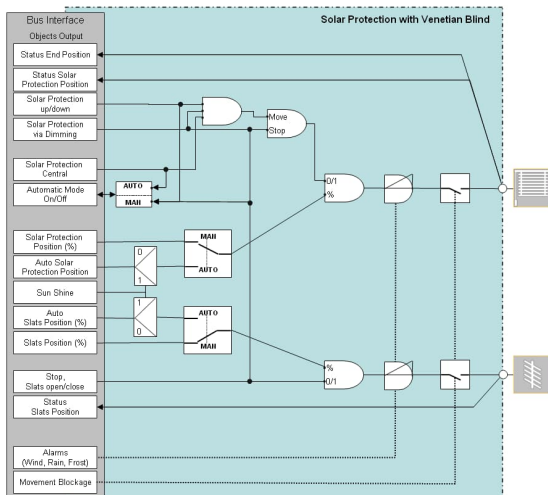 Bus Interface
Objects Output
Solar Protection with Venetian Blind
Status End Position
Status Solar
Protection Position
Solar Protection
up/down
Solar Protection
via Dimming
Move
Stop
Solar Protection
Central
Automatic Mode
On/Off
AUTO
MAN
0/1
%
Solar Protection
Position (%)
MAN
AUTO
Auto Solar
Protection Position
0
1
Sun Shine
Auto
Slats Position (%)
1
0
AUTO
MAN
Slats Position (%)
Stop,
Slats open/close
%
0/1
Status
Slats Position
Alarms
(Wind, Rain, Frost)
Movement Blockage